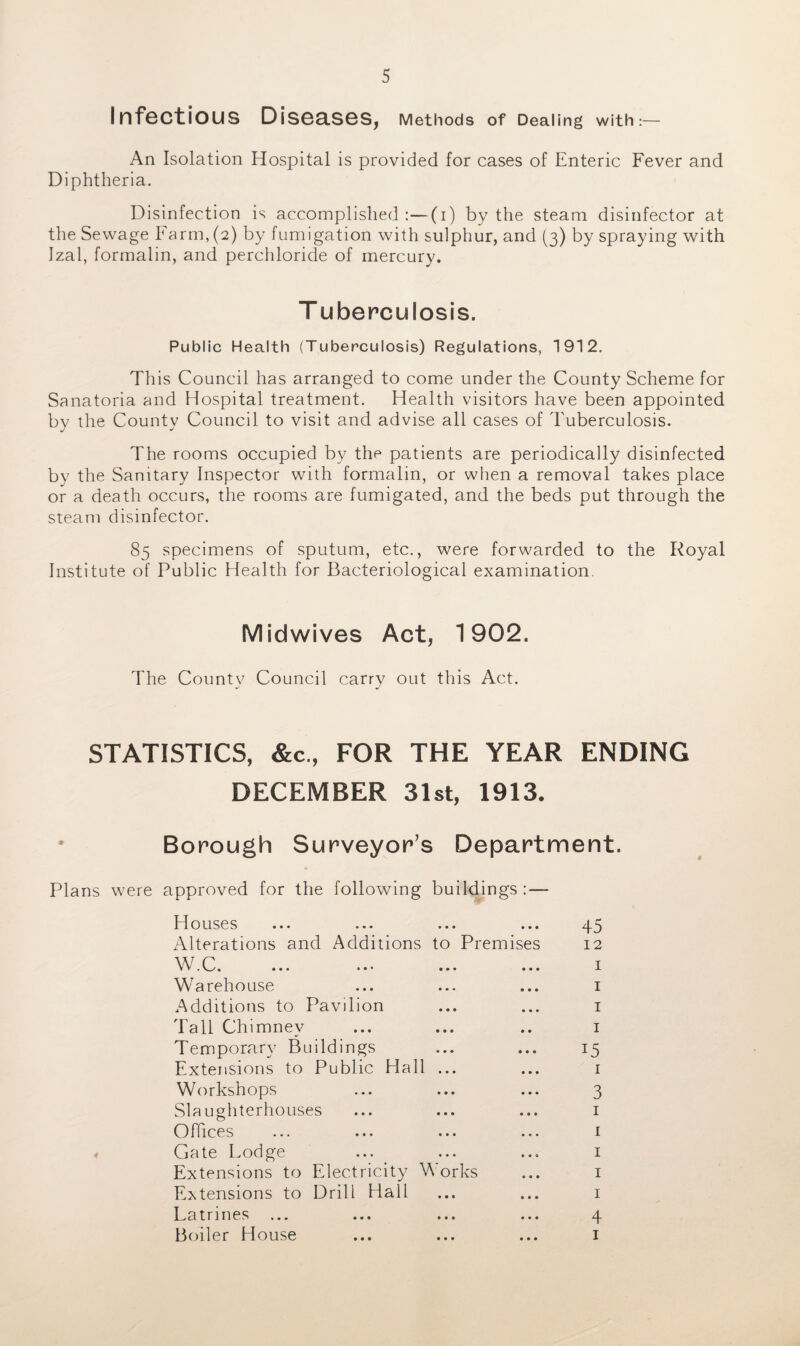 5
Infectious Diseases, Methods of Dealing with:—
An Isolation Hospital is provided for cases of Enteric Fever and
Diphtheria.
Disinfection is accomplished:—(1) by the steam disinfector at
the Sewage Farm, (2) by fumigation with sulphur, and (3) by spraying with
Izal, formalin, and perchloride of mercury.
Tuberculosis.
Public Health (Tuberculosis) Regulations, 1912.
This Council has arranged to come under the County Scheme for
Sanatoria and Hospital treatment. Health visitors have been appointed
by the County Council to visit and advise all cases of Tuberculosis.
The rooms occupied by the patients are periodically disinfected
by the Sanitary Inspector with formalin, or when a removal takes place
or a death occurs, the rooms are fumigated, and the beds put through the
steam disinfector.
85 specimens of sputum, etc., were forwarded to the Royal
Institute of Public Health for Bacteriological examination.
Midwives Act, 1902.
The County Council carry out this Act.
STATISTICS, &c., FOR THE YEAR ENDING
DECEMBER 31st, 1913.
Borough Surveyor's Department.
Plans were approved for the following buildings:—
Houses ... ... ... ... 45
Alterations and Additions to Premises 12
W.C. ... ... ... ... 1
Warehouse ... ... ... 1
Additions to Pavilion ... ... 1
Tall Chimney ... ... .. 1
Temporary Buildings ... ... 15
Extensions to Public Hall ... ... 1
Workshops ... ... ... 3
Slaughterhouses ... ... ... 1
Offices ... ... ... ... 1
Gate Lodge ... ... ... 1
Extensions to Electricity Works ... 1
Extensions to Drill Hall ... ... 1
Latrines ... ... ... ... 4
Boiler House ... ... ... 1